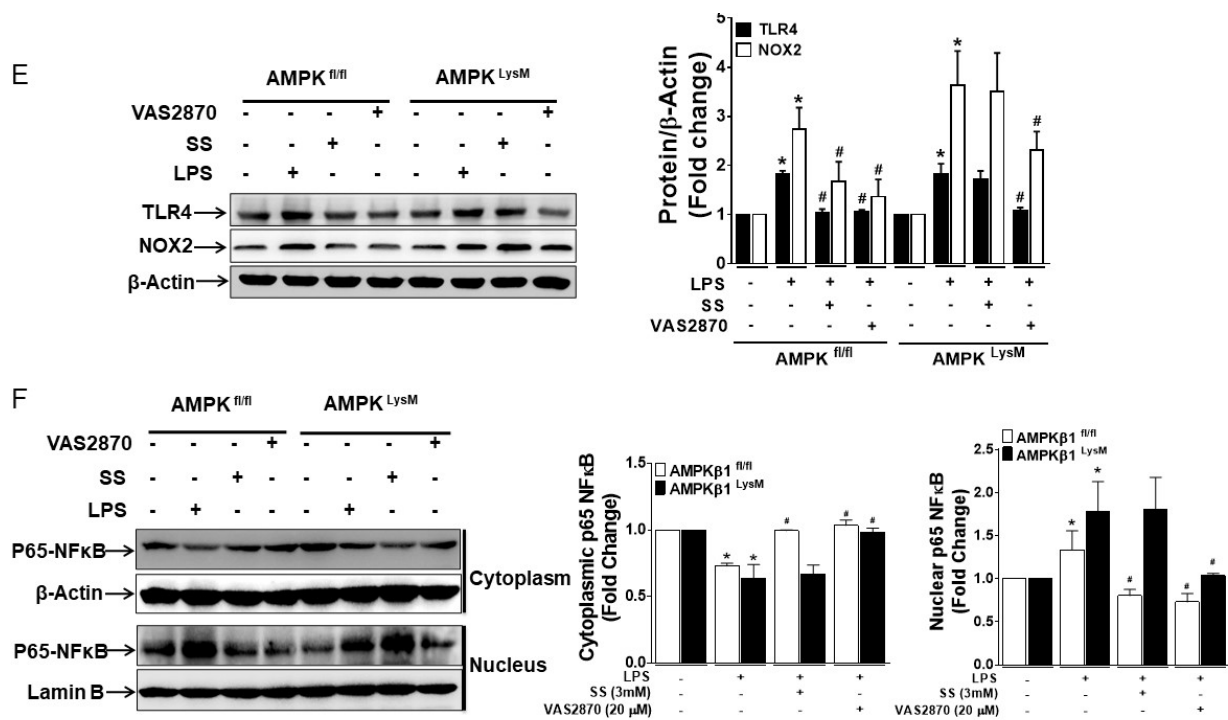 E
AMPK fl/fl AMPK LysM
VAS2870 - - - + - - - +
SS - - + - - - + -
LPS - + - - - + - -
TLR4
NOX2
β-Actin
TLR4
NOX2
Protein/β-Actin
(Fold change)
5
4
3
2
1
0
LPS - + + + - + + +
SS - - + - - - + -
VAS2870 - - - + - - - +
AMPK fl/fl AMPK LysM
* * # # # # * * # #
F
AMPK fl/fl AMPK LysM
VAS2870 - - - + - - - +
SS - - + - - - + -
LPS - + - - - + - -
P65-NFκB
β-Actin
Cytoplasm
P65-NFκB
Lamin B
Nucleus
AMPKβ1 fl/fl
AMPKβ1 LysM
Cytoplasmic p65 NFκB
(Fold Change)
1.5
1.0
0.5
0.0
* * # # #
LPS - + + +
SS (3mM) - - + -
VAS2870 (20 μM) - - - +
AMPKβ1 fl/fl
AMPKβ1 LysM
Nuclear p65 NFκB
(Fold Change)
2.5
2.0
1.5
1.0
0.5
0.0
* * # # #
LPS - + + +
SS (3mM) - - + -
VAS2870 (20 μM) - - - +